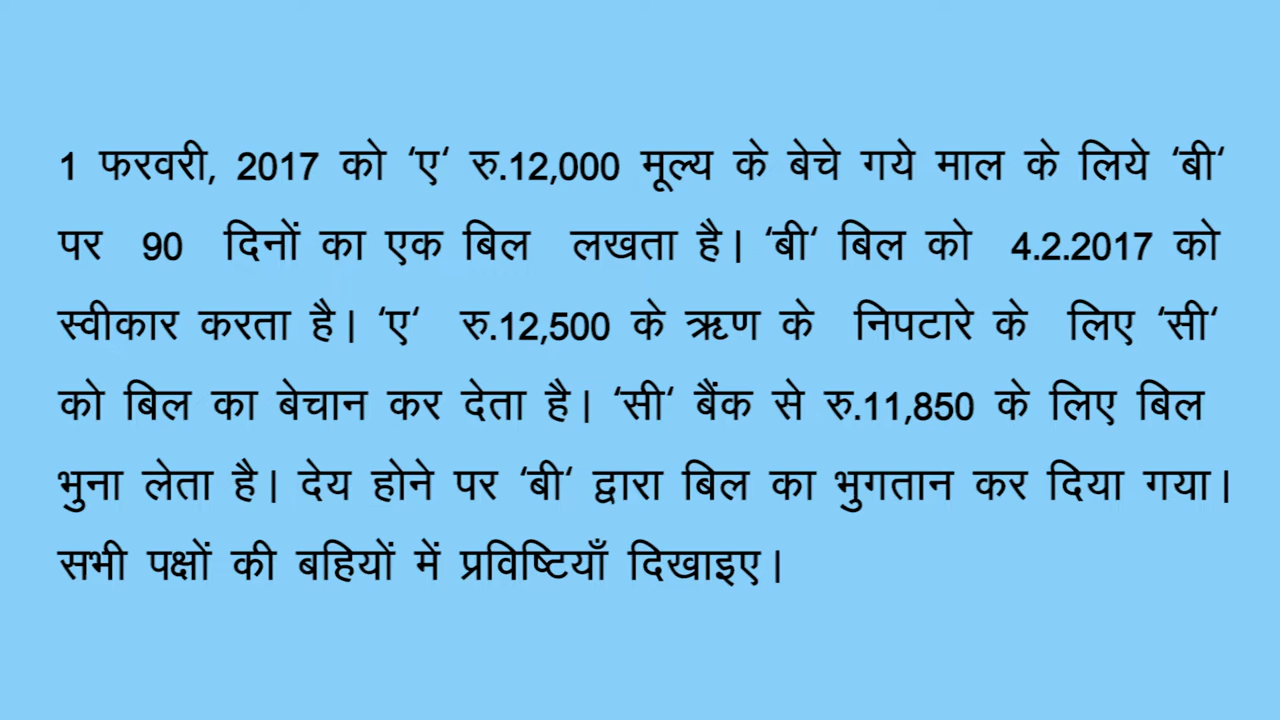 1 फरवरी, 2017 को ‘ए‘ रु.12,000 मूल्य के बेचे गये माल के लिये ‘बी‘
पर 90 दिनों का एक बिल लखता है। ‘बी‘ बिल को 4.2.2017 को
स्वीकार करता है। ‘ए‘ रु.12,500 के ऋण के निपटारे के लिए ‘सी‘
को बिल का बेचान कर देता है। ‘सी‘ बैंक से रु.11,850 के लिए बिल
भुना लेता है। देय होने पर ‘बी‘ द्वारा बिल का भुगतान कर दिया गया।
सभी पक्षों की बहियों में प्रविष्टियाँ दिखाइए।